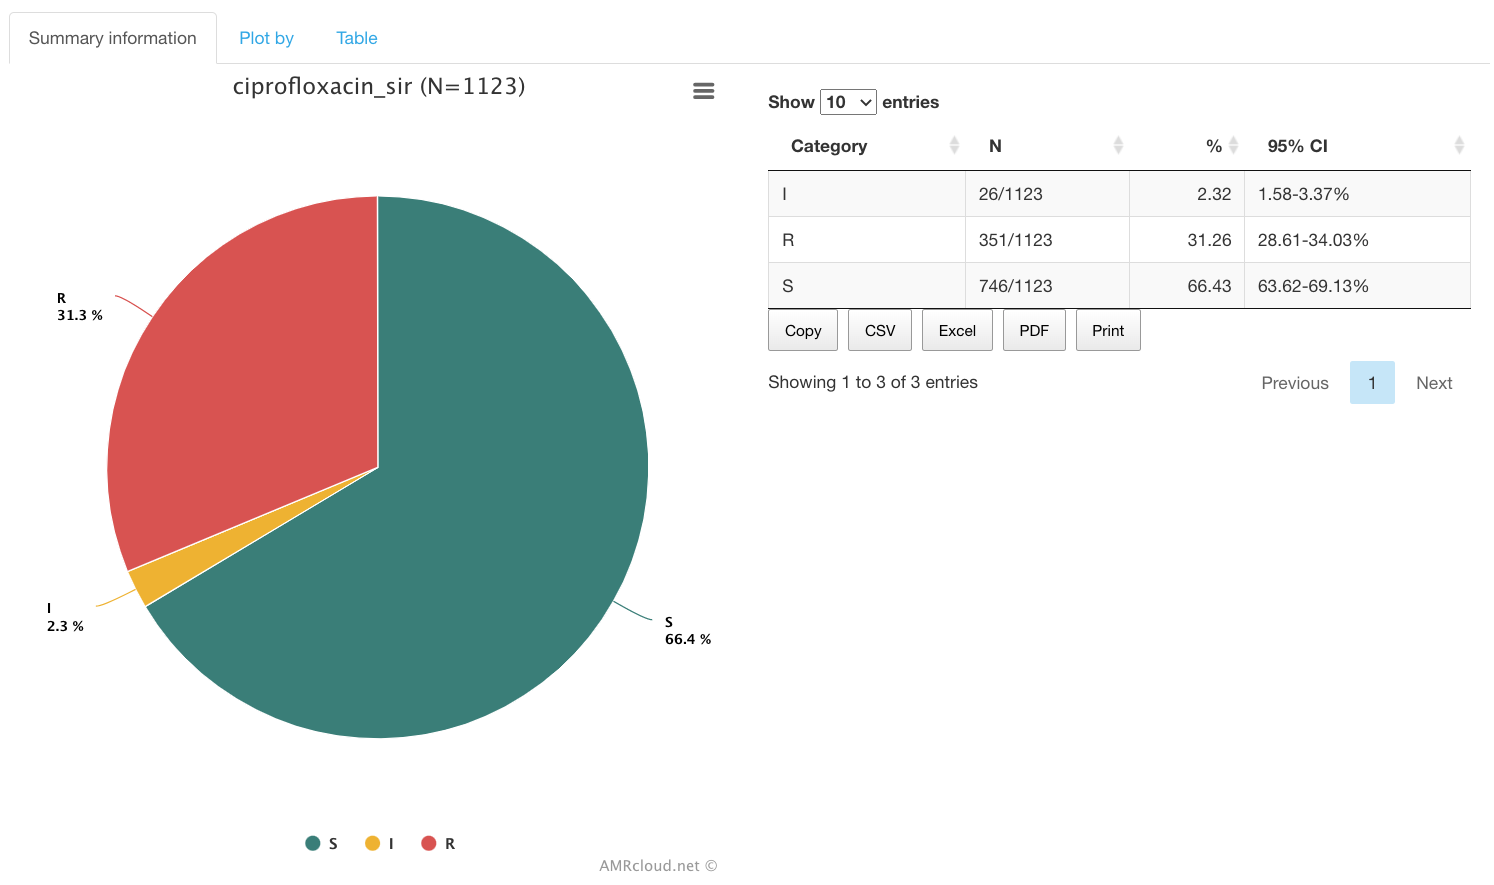 Summary information Plot by Table
ciprofloxacin_sir (N=1123)
R
31.3 %
I
2.3 %
S
66.4 %
S I R
AMRcloud.net ©
Show 10 entries
Category N % 95% CI
I 26/1123 2.32 1.58-3.37%
R 351/1123 31.26 28.61-34.03%
S 746/1123 66.43 63.62-69.13%
Copy CSV Excel PDF Print
Showing 1 to 3 of 3 entries
Previous 1 Next